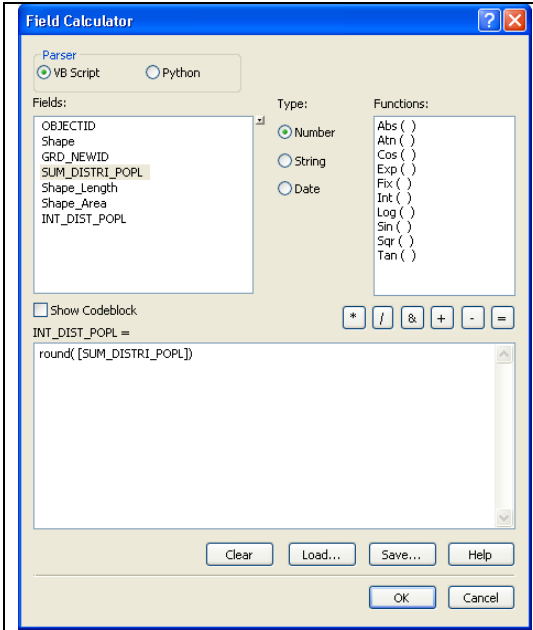 Field Calculator
Parser
VB Script
Python
Fields:
Type:
Functions:
OBJECTID
Shape
GRD_NEWID
SUM_DISTRI_POPL
Shape_Length
Shape_Area
INT_DIST_POPL
Number
String
Date
Abs ( )
Atn ( )
Cos ( )
Exp ( )
Fix ( )
Int ( )
Log ( )
Sin ( )
Sqr ( )
Tan ( )
Show Codeblock
* / & + - =
INT_DIST_POPL =
round( [SUM_DISTRI_POPL])
Clear
Load...
Save...
Help
OK
Cancel